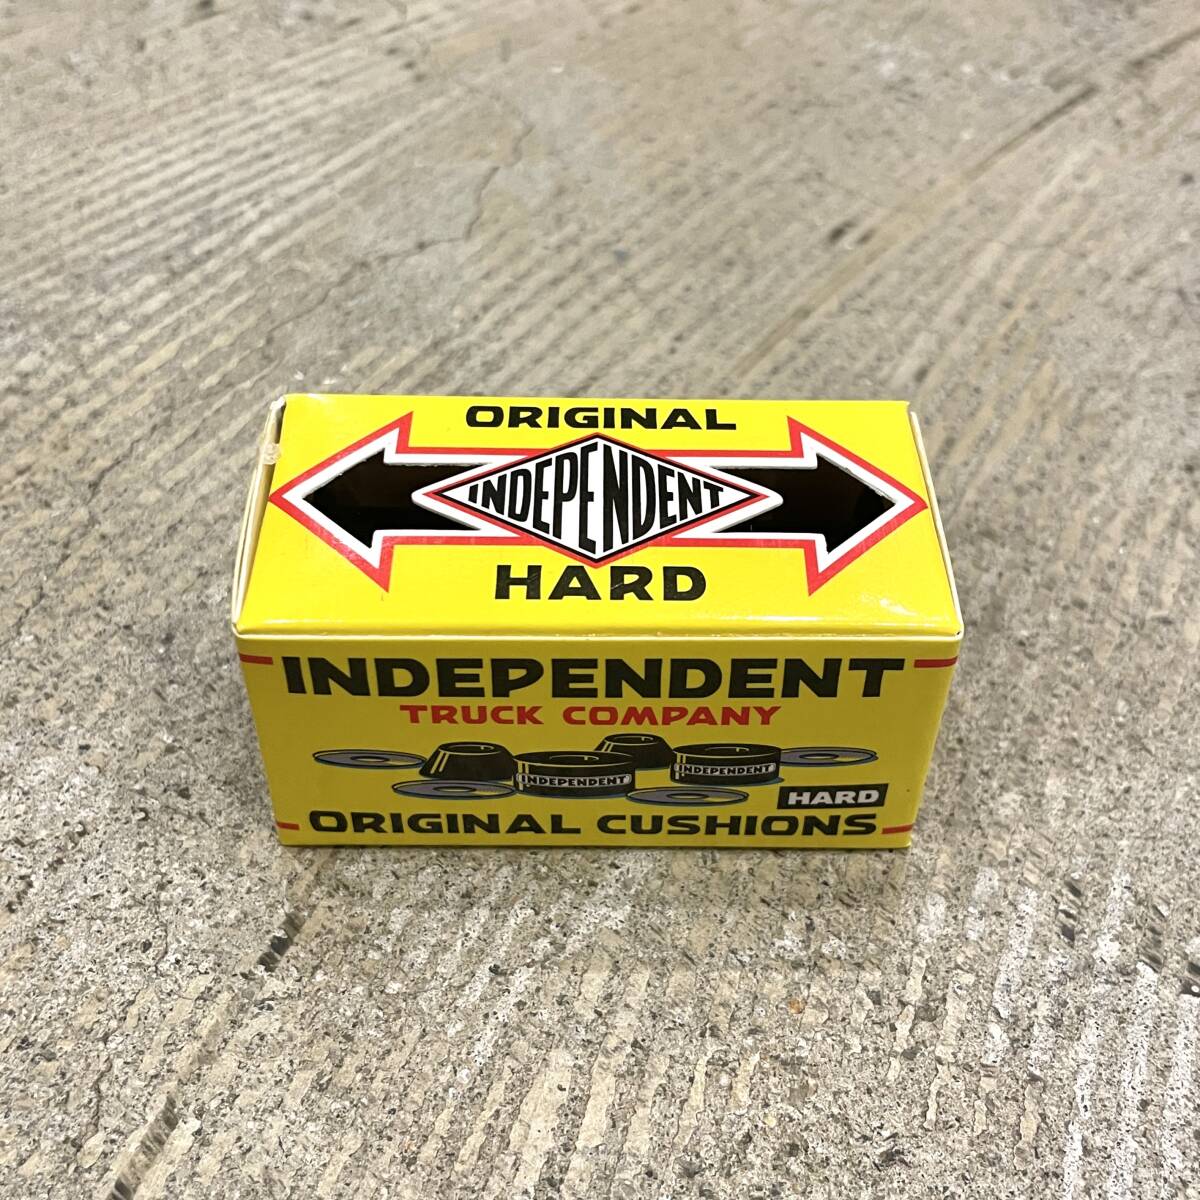 ORIGINAL
INDEPENDENT
HARD
INDEPENDENT
TRUCK COMPANY
INDEPENDENT INDEPENDENT
HARD
ORIGINAL CUSHIONS